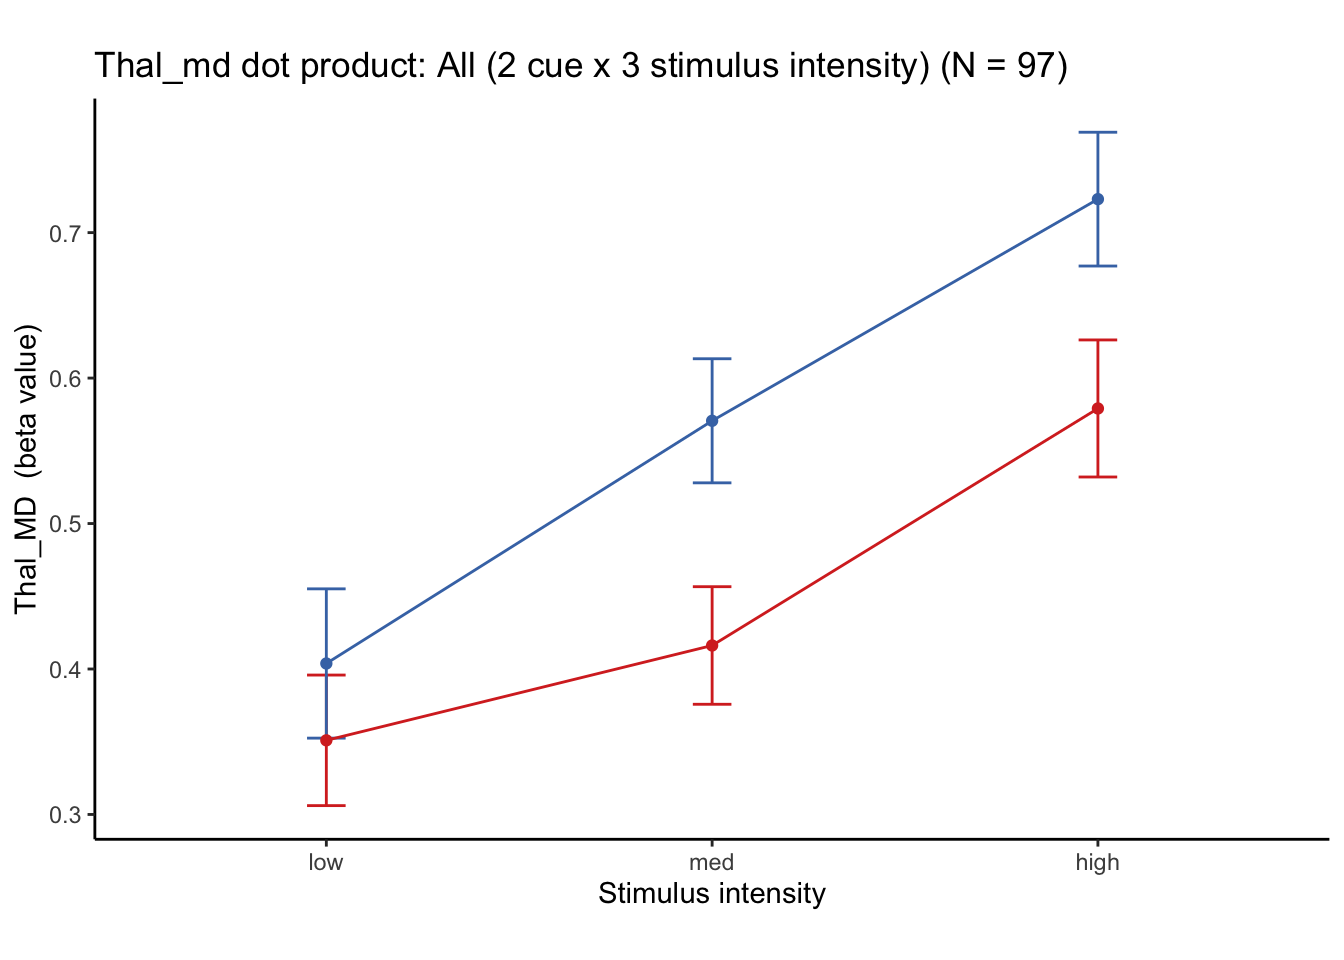 Thal_md dot product: All (2 cue x 3 stimulus intensity) (N = 97)
Thal_MD (beta value)
0.7
0.6
0.5
0.4
0.3
low med high
Stimulus intensity